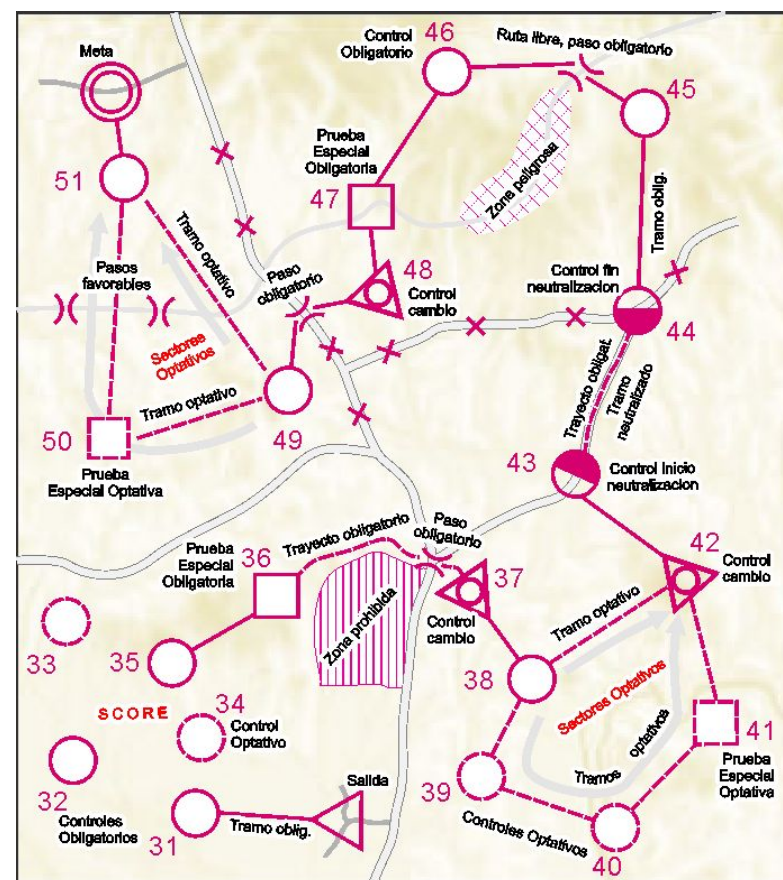 Meta
51
Tramo optativo
Pasos
favorables
Sectores
Optativos
Tramo optativo
50
Prueba
Especial Optativa
49
Paso
obligatorio
48
Control
cambio
47
Prueba
Especial
Obligatoria
46
Control
Obligatorio
Ruta libre, paso obligatorio
45
Zona peligrosa
Tramo oblig.
Control fin
neutralizacion
44
Trayecto obligat.
Tramo
neutralizado
43
Control Inicio
neutralizacion
42
Control
cambio
Tramo optativo
Sectores Optativos
Tramos
optativos
41
Prueba
Especial
Optativa
40
Controles Optativos
39
38
37
Control
cambio
Paso
obligatorio
Trayecto obligatorio
Zona prohibida
36
Prueba
Especial
Obligatoria
35
33
SCORE
34
Control
Optativo
32
Controles
Obligatorios
31
Tramo oblig.
Salida